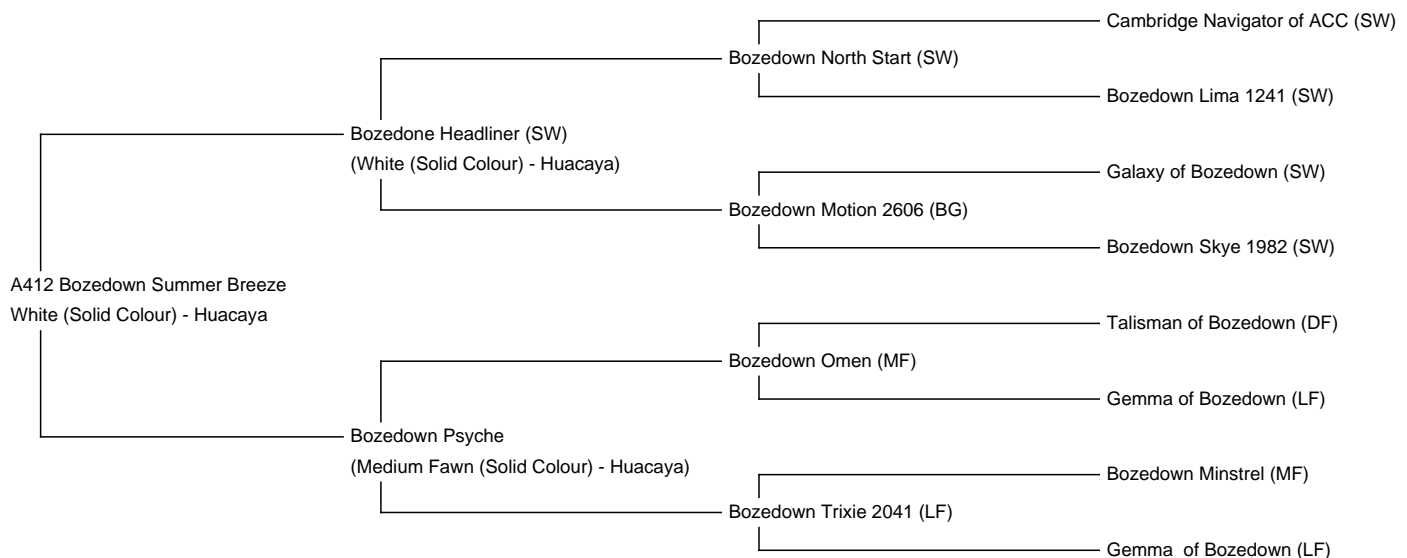 Cambridge Navigator of ACC (SW)
Bozedown North Start (SW)
Bozedown Lima 1241 (SW)
Bozedone Headliner (SW)
(White (Solid Colour) - Huacaya)
Galaxy of Bozedown (SW)
Bozedown Motion 2606 (BG)
Bozedown Skye 1982 (SW)
A412 Bozedown Summer Breeze
White (Solid Colour) - Huacaya
Talisman of Bozedown (DF)
Bozedown Omen (MF)
Gemma of Bozedown (LF)
Bozedown Psyche
(Medium Fawn (Solid Colour) - Huacaya)
Bozedown Minstrel (MF)
Bozedown Trixie 2041 (LF)
Gemma  of Bozedown (LF)